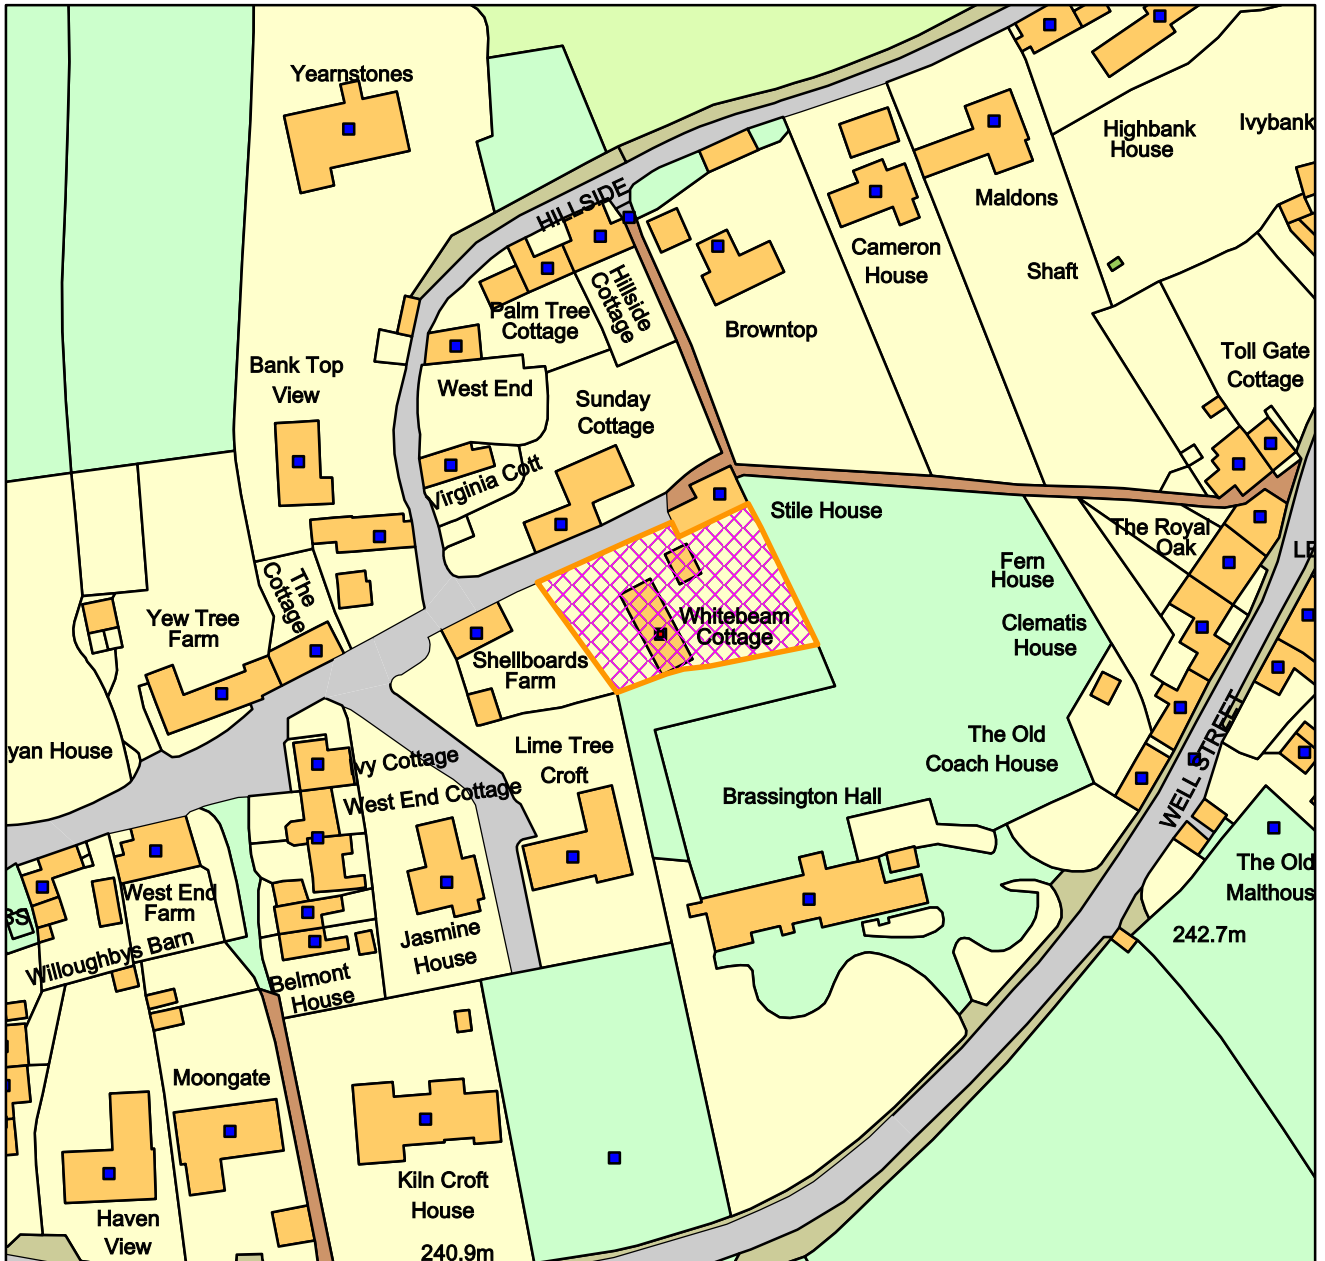 Yearnstones
HILLSIDE
Highbank
House
Ivybank
Maldons
Cameron
House
Shaft
Palm Tree
Cottage
Hillside
Cottage
Browntop
Toll Gate
Cottage
Bank Top
View
West End
Sunday
Cottage
Virginia Cott
Stile House
The Royal
Oak
LE
Fern
House
The
Cottage
Yew Tree
Farm
Whitebeam
Cottage
Clematis
House
Shellboards
Farm
yan House
Lime Tree
Croft
The Old
Coach House
WELL STREET
Ivy Cottage
West End Cottage
Brassington Hall
The Old
Malthous
West End
Farm
BS
Willoughbys Barn
Jasmine
House
242.7m
Belmont
House
Moongate
Kiln Croft
House
Haven
View
240.9m